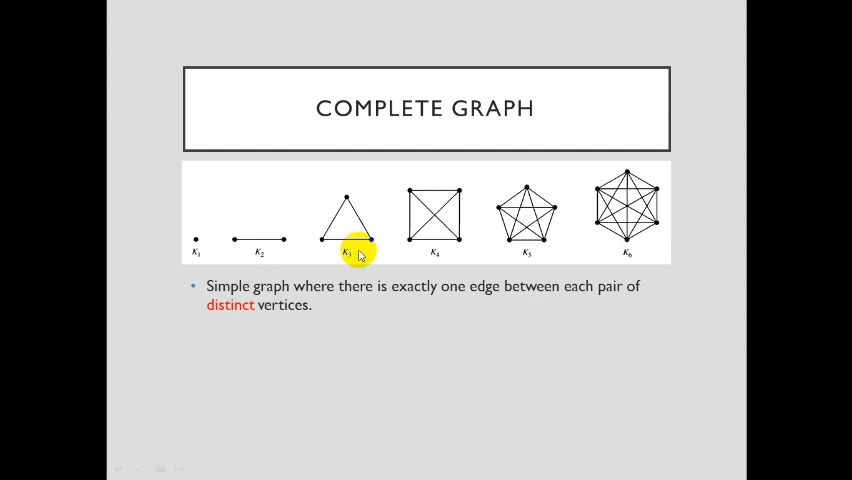 COMPLETE GRAPH
K1 K2 K3 K4 K5 K6
• Simple graph where there is exactly one edge between each pair of
distinct vertices.